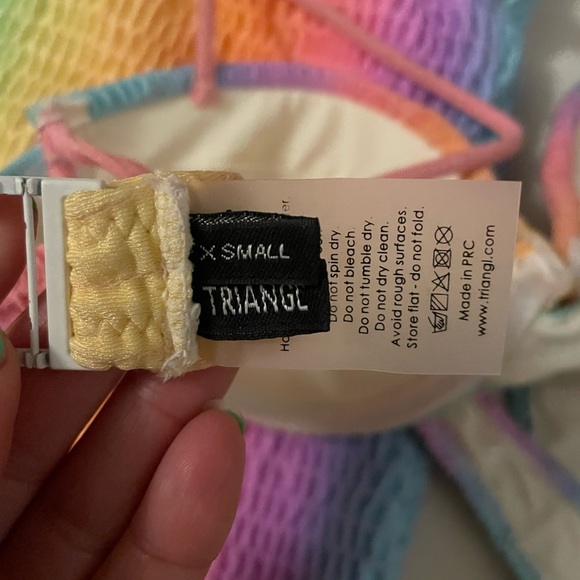 X SMALL
TRIANGL
Do not spin dry
Do not bleach.
Do not tumble dry.
Do not dry clean.
Avoid rough surfaces.
Store flat - do not fold.
Made in PRC
www.triangl.com